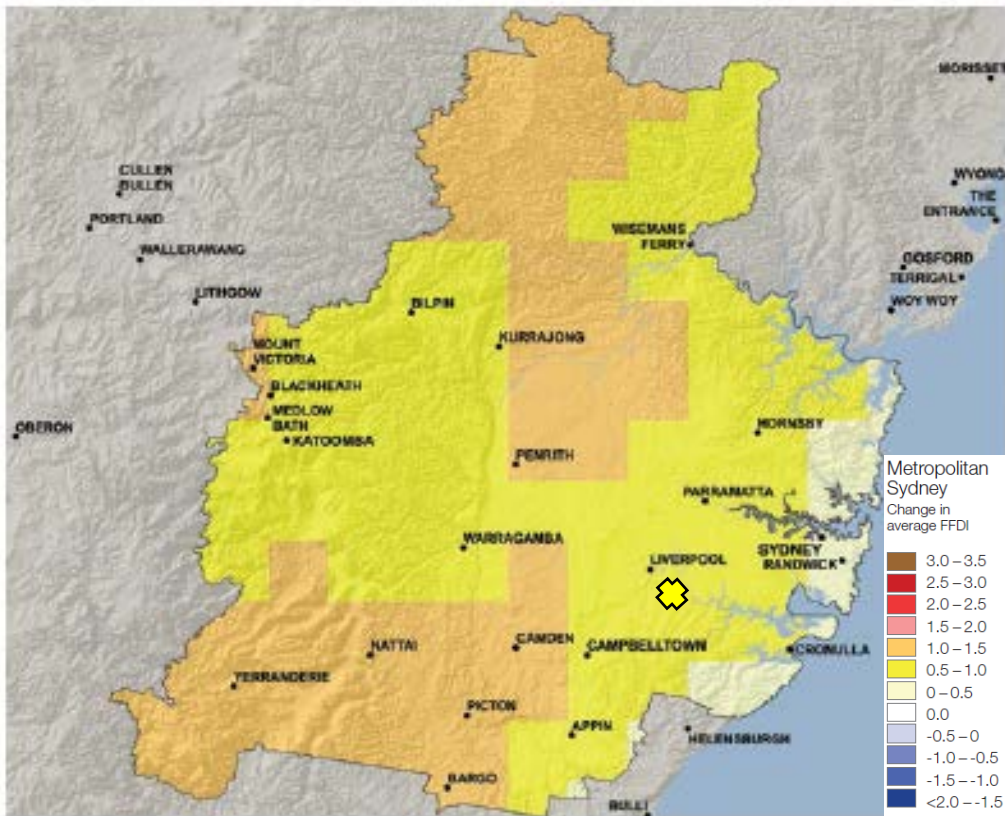 MORISSET
CULLEN
BULLEN
WYONG
THE
ENTRANCE
PORTLAND
WISEMANS
FERRY
WALLERAWANG
GOSFORD
TERRIGAL
LITHGOW
WOY WOY
BILPIN
MOUNT
VICTORIA
KURRAJONG
BLACKHEATH
MEDLOW
BATH
OBERON
KATOOMBA
HORNSBY
PENRITH
PARRAMATTA
WARRAGAMBA
SYDNEY
LIVERPOOL
RANDWICK
NATTAI
CAMDEN
CAMPBELLTOWN
CRONULLA
YERRANDERIE
PICTON
APPIN
HELENSBURGH
BARGO
BULLI
Metropolitan
Sydney
Change in
average FFDI
3.0 – 3.5
2.5 – 3.0
2.0 – 2.5
1.5 – 2.0
1.0 – 1.5
0.5 – 1.0
0 – 0.5
0.0
-0.5 – 0
-1.0 – -0.5
-1.5 – -1.0
<2.0 – -1.5